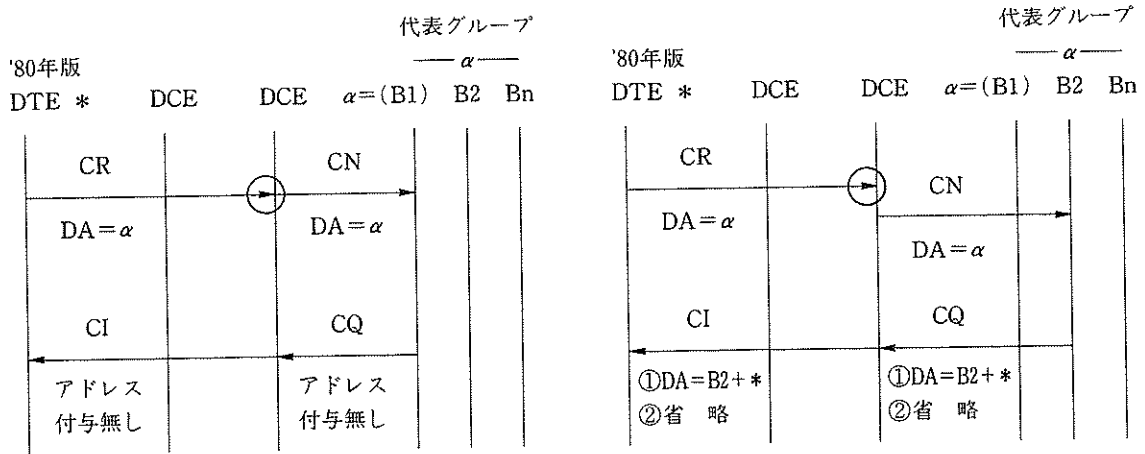 代表グループ
'80年版
α
DTE * DCE DCE α=(B1) B2 Bn
CR CN
DA=α DA=α
CI CQ
アドレス アドレス
付与無し 付与無し
代表グループ
'80年版
α
DTE * DCE DCE α=(B1) B2 Bn
CR CN
DA=α DA=α
CI CQ
①DA=B2+* ①DA=B2+*
②省 略 ②省 略